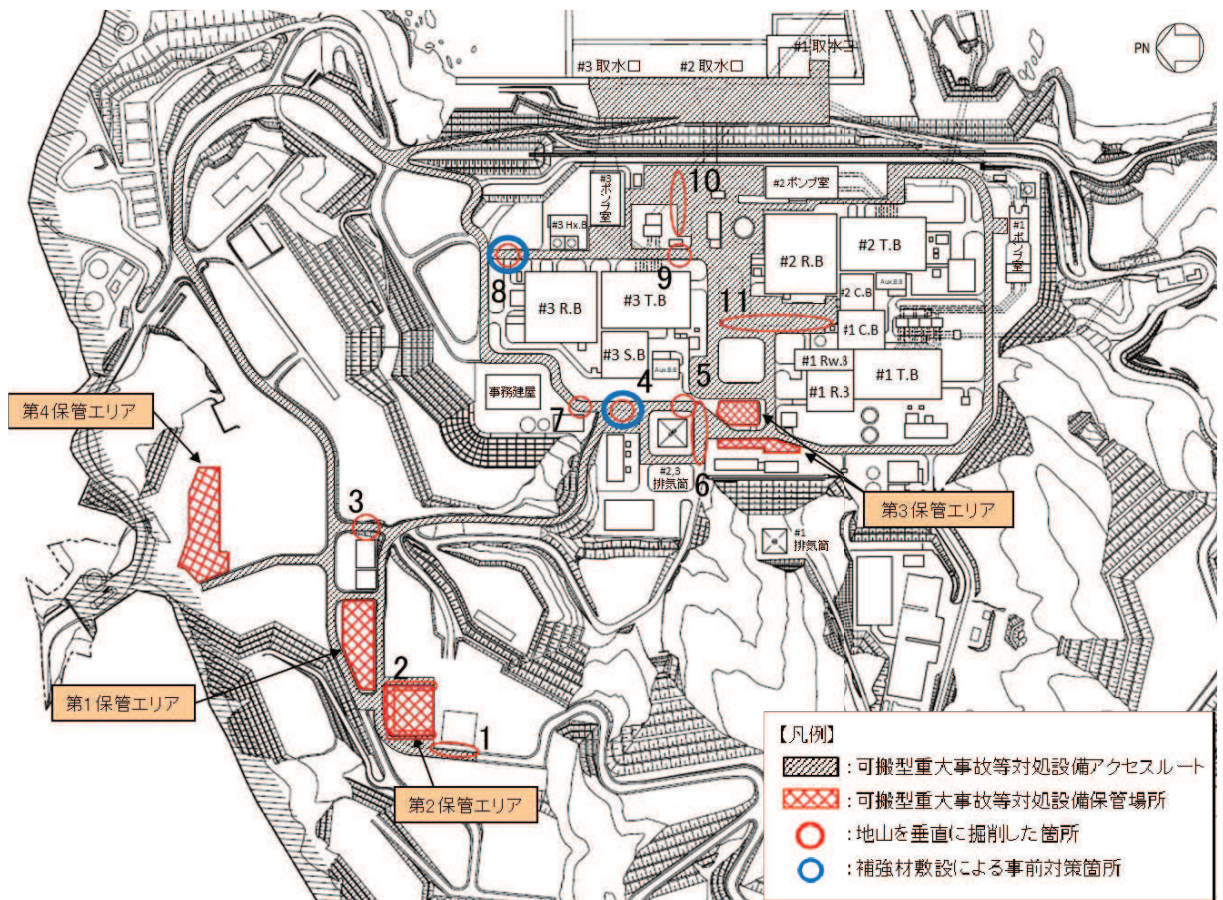 #1取水口
#3取水口
#2取水口
PN
10
#3
ポンプ
室
#2ポンプ室
#1
ポンプ
室
#3 Hx.B
#2 R.B
#2 T.B
9
8
#3 R.B
#3 T.B
Aux.B.B
#2 C.B
11
#1 C.B
#3 S.B
Aux.B.B
#1 Rw.B
#1 T.B
#1 R.B
事務建屋
4
5
7
第4保管エリア
#2,3
排気筒
6
第3保管エリア
3
#1
排気筒
2
第1保管エリア
1
第2保管エリア
【凡例】
:可搬型重大事故等対処設備アクセスルート
:可搬型重大事故等対処設備保管場所
:地山を垂直に掘削した箇所
:補強材敷設による事前対策箇所